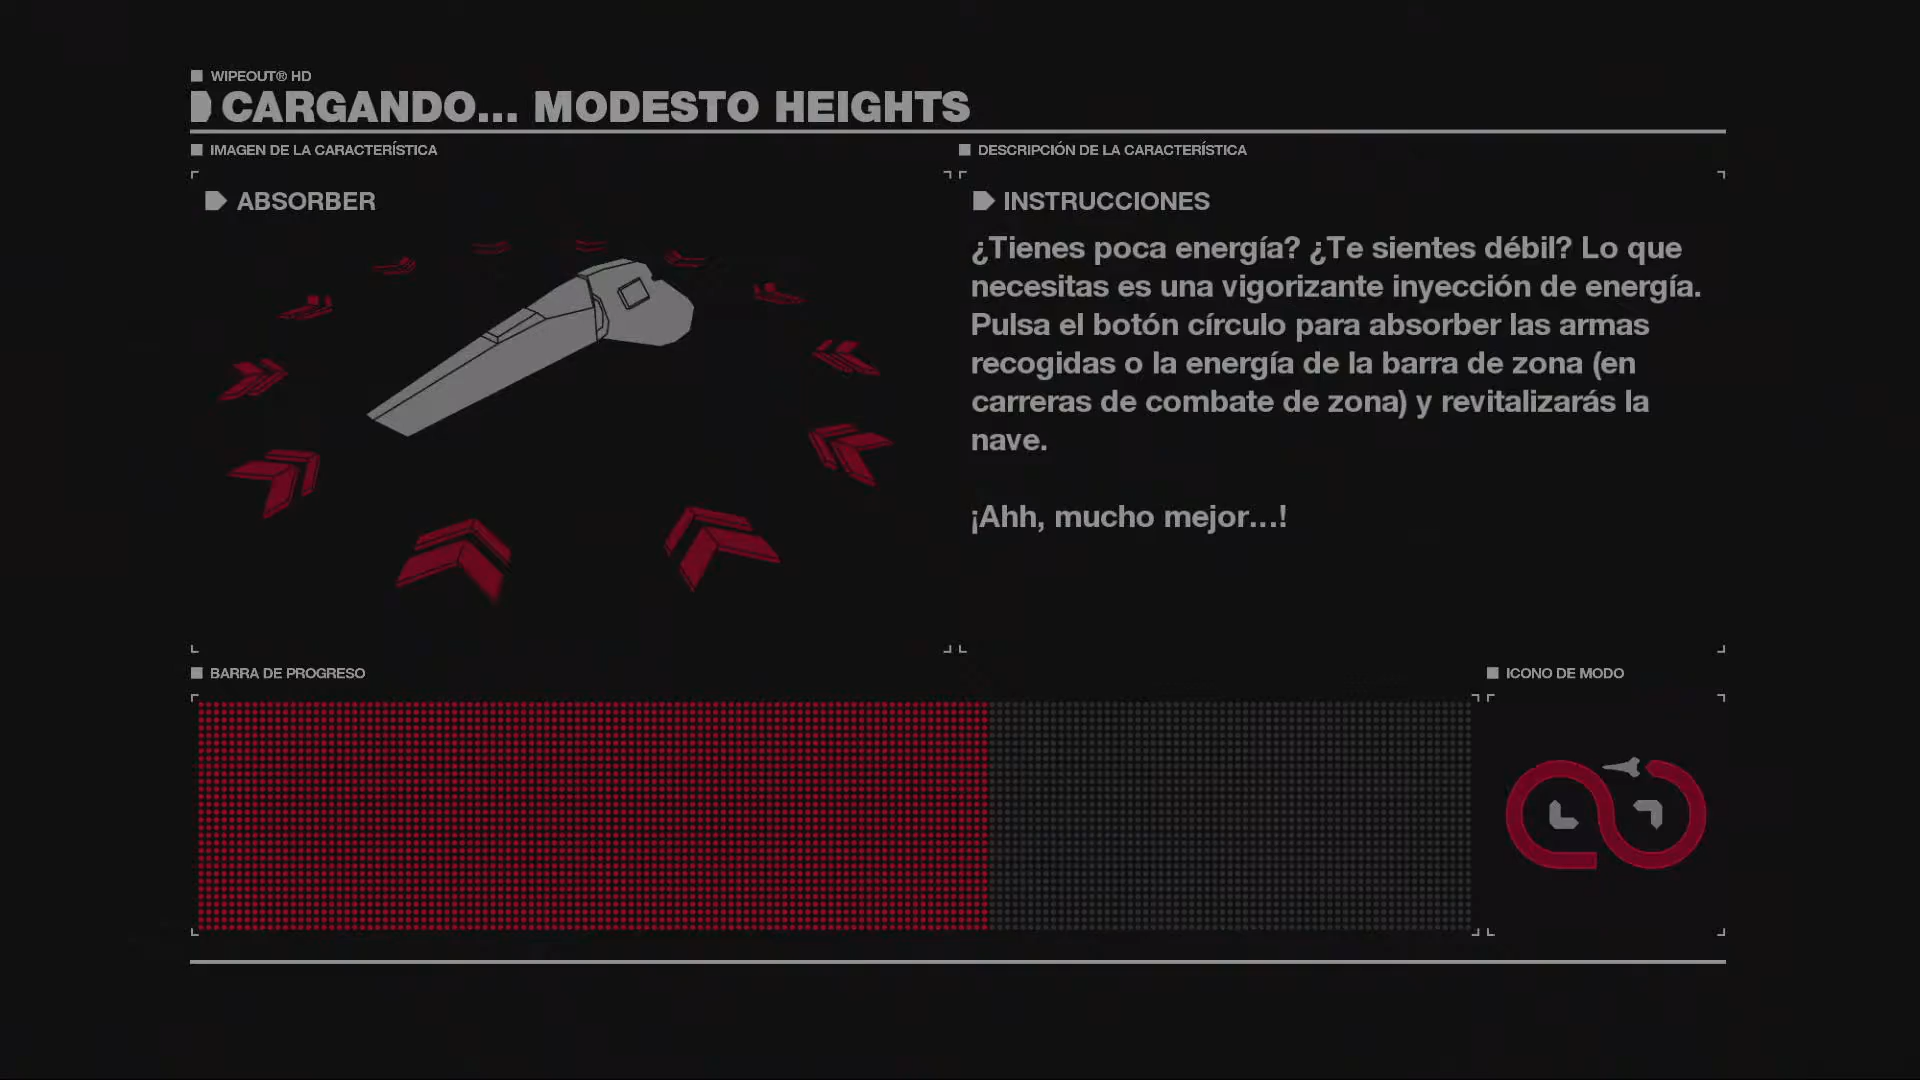 WIPEOUT® HD
CARGANDO... MODESTO HEIGHTS
IMAGEN DE LA CARACTERÍSTICA
DESCRIPCIÓN DE LA CARACTERÍSTICA
ABSORBER
INSTRUCCIONES
¿Tienes poca energía? ¿Te sientes débil? Lo que
necesitas es una vigorizante inyección de energía.
Pulsa el botón círculo para absorber las armas
recogidas o la energía de la barra de zona (en
carreras de combate de zona) y revitalizarás la
nave.
¡Ahh, mucho mejor...!
BARRA DE PROGRESO
ICONO DE MODO